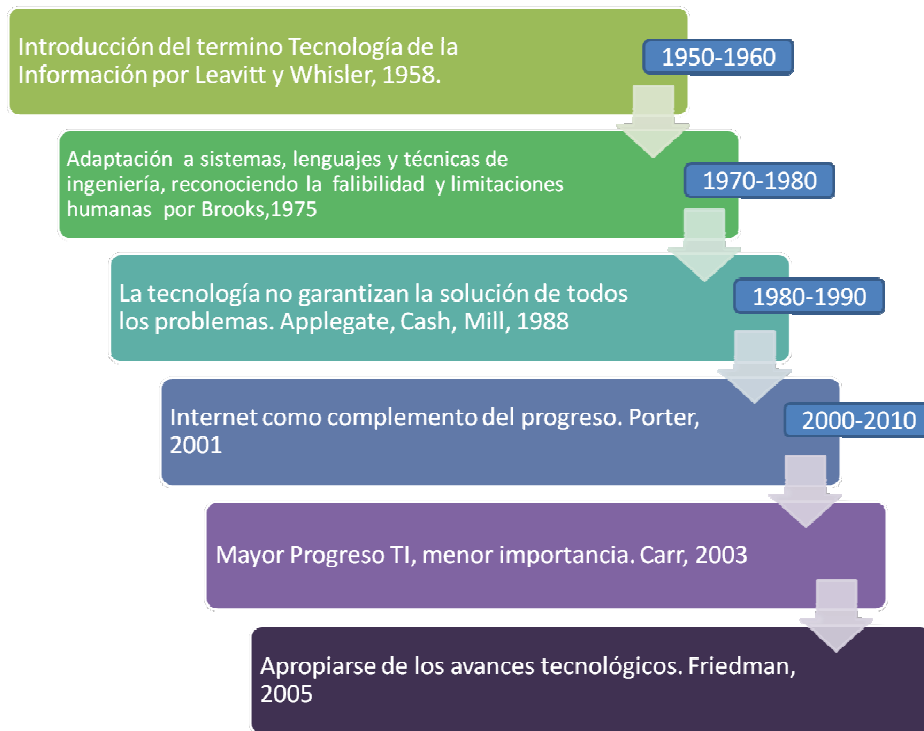 Introducción del termino Tecnología de la
Información por Leavitt y Whisler, 1958.
1950-1960
Adaptación a sistemas, lenguajes y técnicas de
ingeniería, reconociendo la falibilidad y limitaciones
humanas por Brooks,1975
1970-1980
La tecnología no garantizan la solución de todos
los problemas. Applegate, Cash, Mill, 1988
1980-1990
Internet como complemento del progreso. Porter,
2001
2000-2010
Mayor Progreso TI, menor importancia. Carr, 2003
Apropiarse de los avances tecnológicos. Friedman,
2005